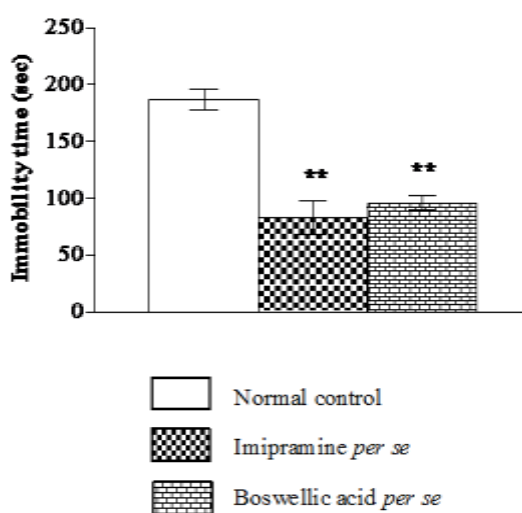 250
200
150
100
50
0
Immobility time (sec)
**
**
Normal control
Imipramine per se
Boswellic acid per se